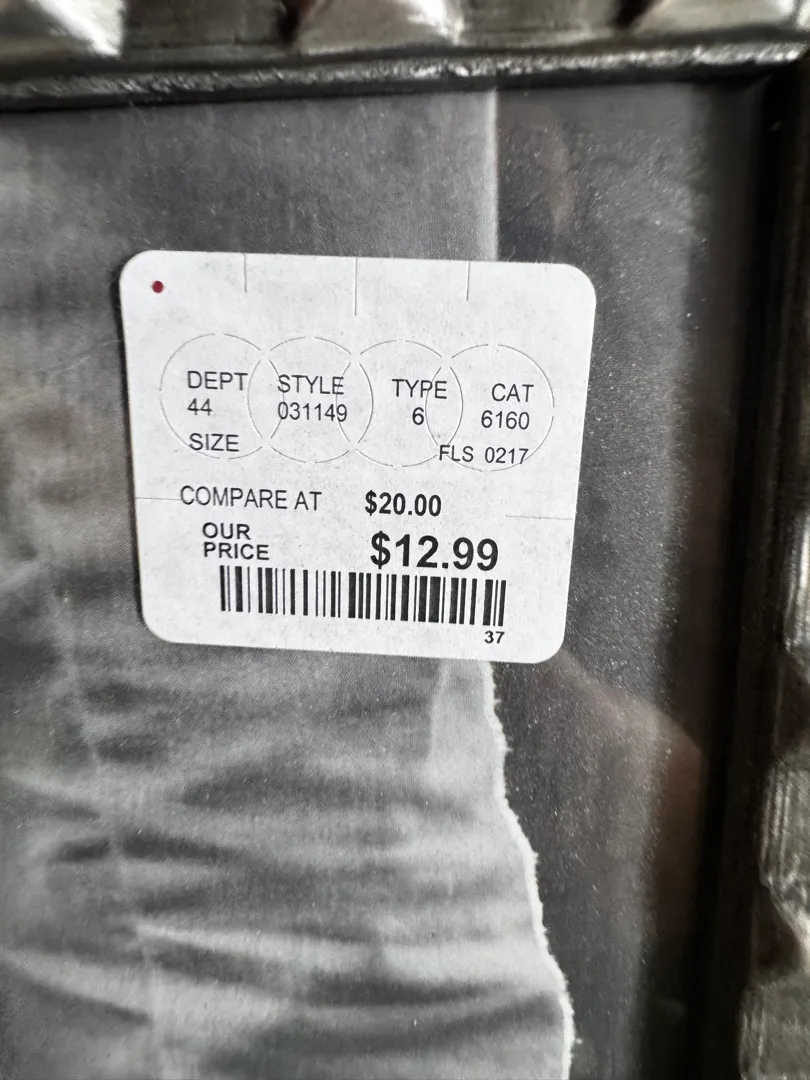 DEPT STYLE TYPE CAT
44 031149 6 6160
SIZE FLS 0217
COMPARE AT $20.00
OUR
PRICE $12.99
37